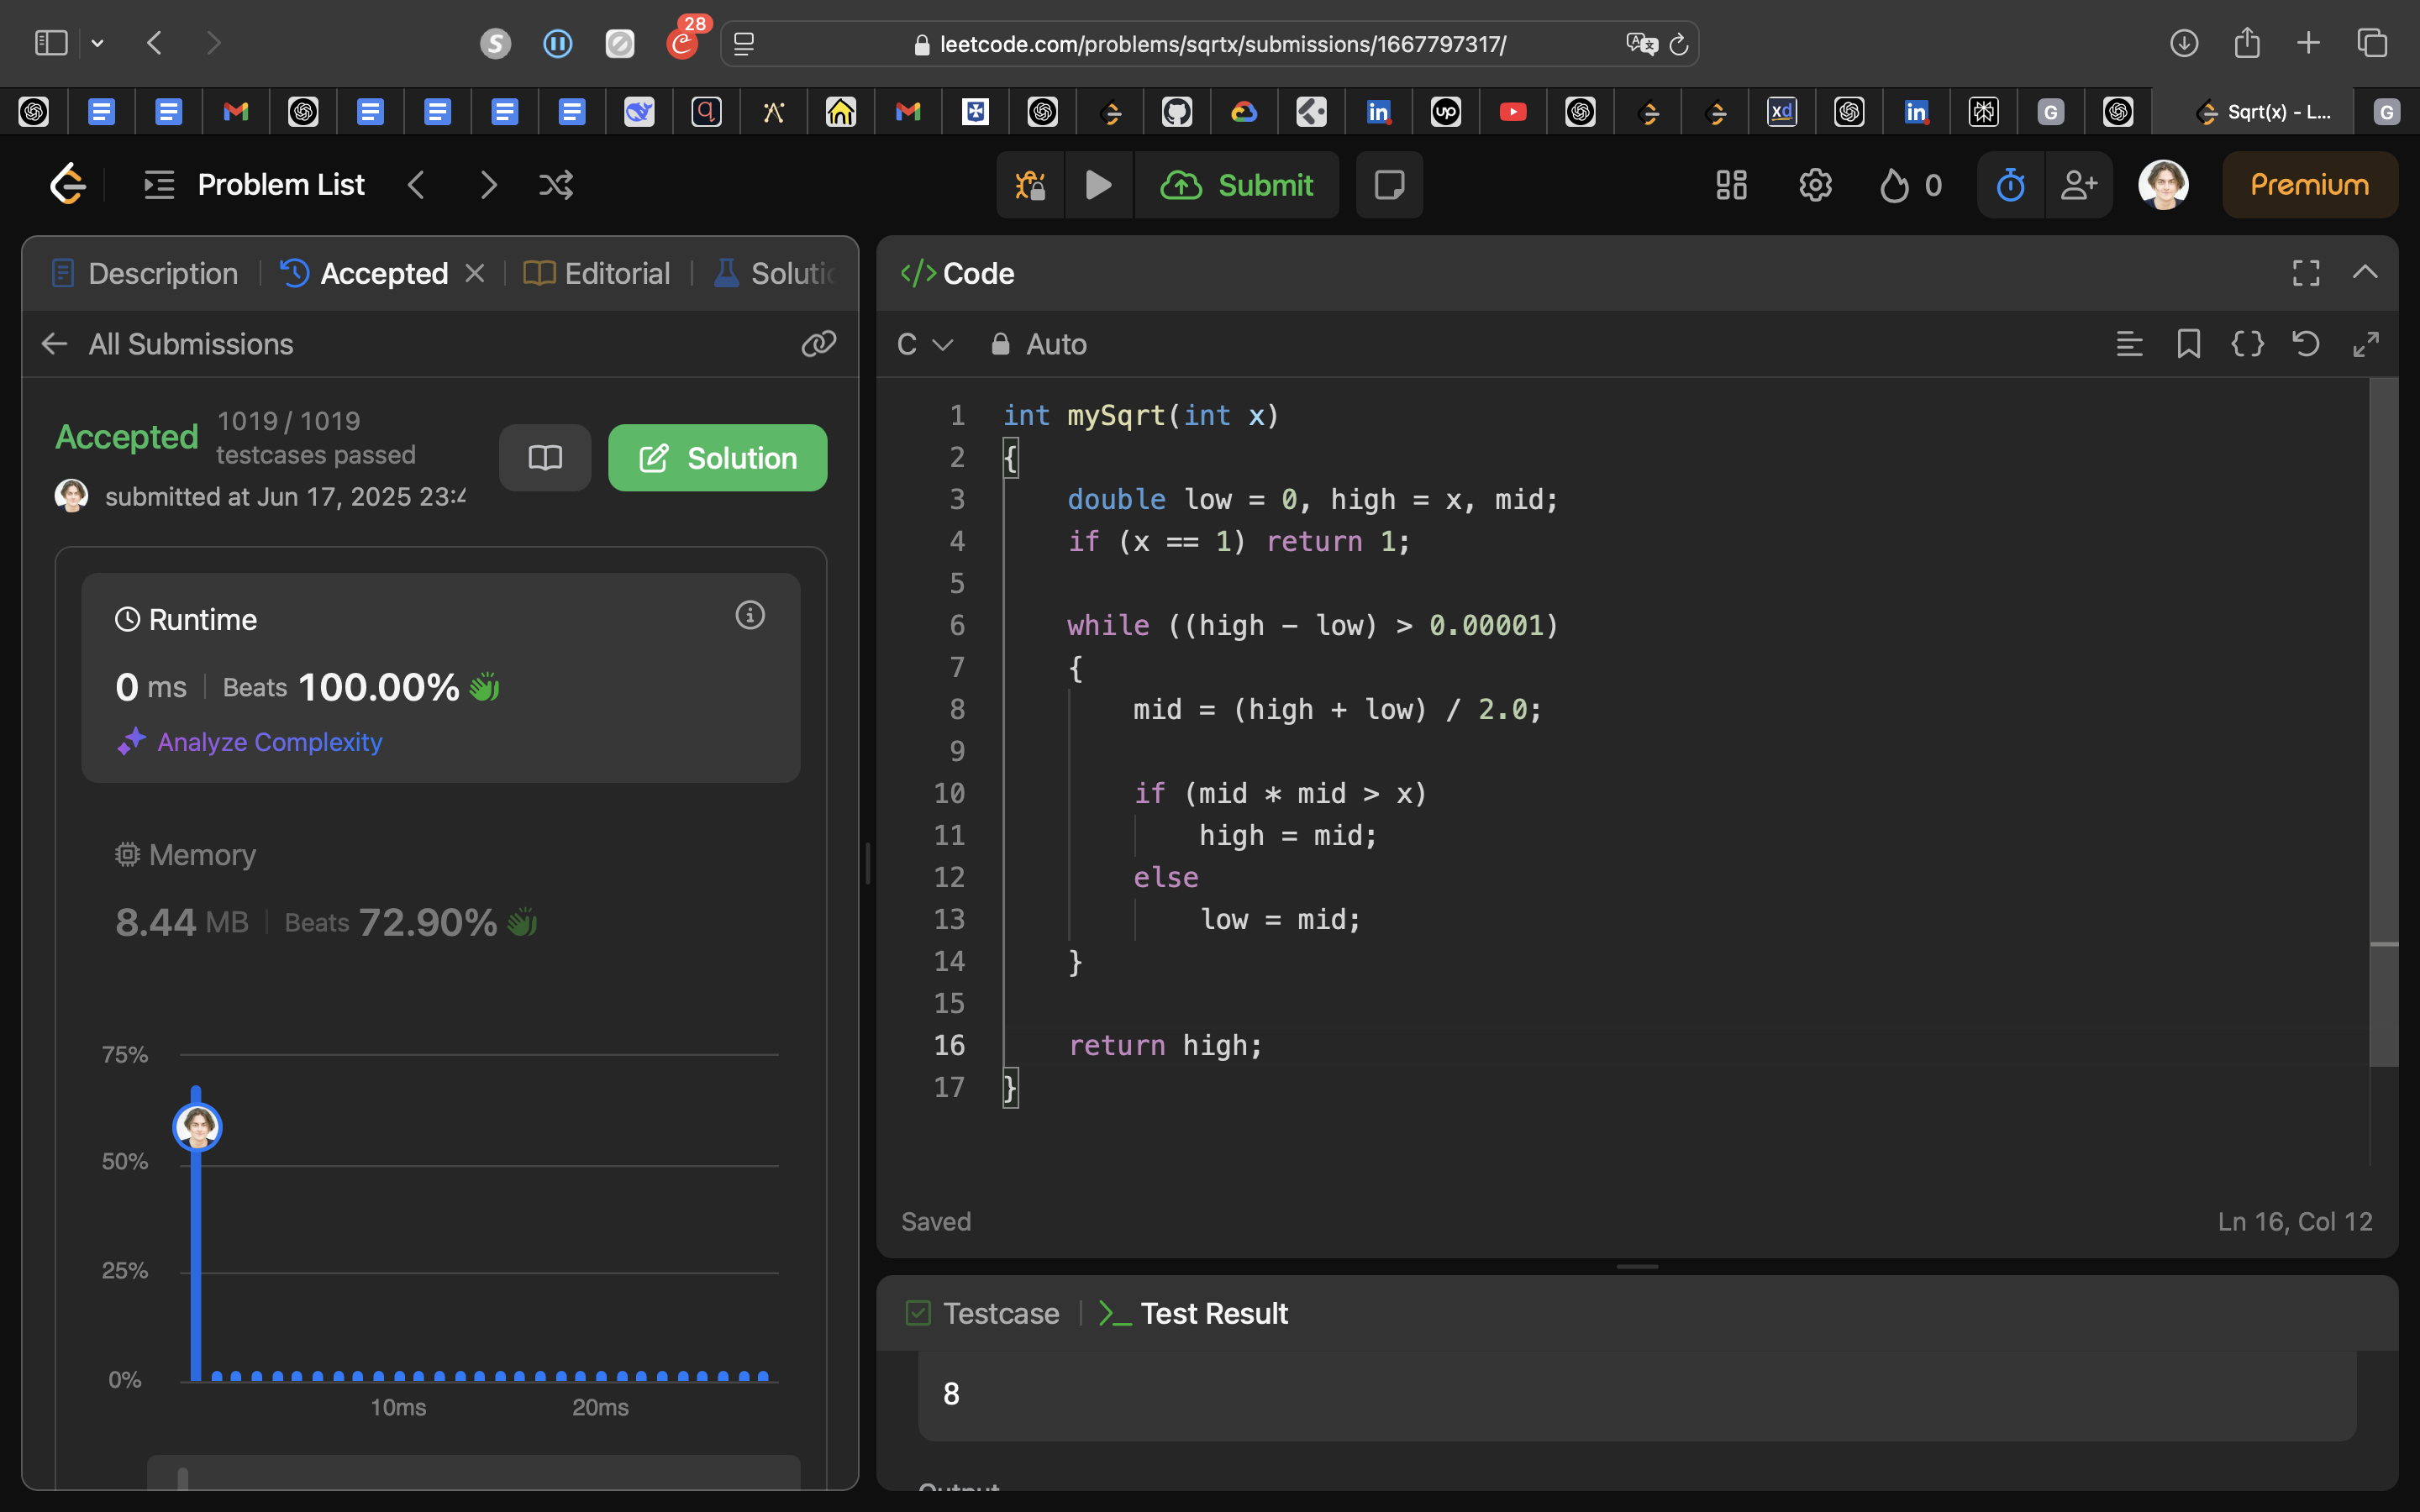 28
leetcode.com/problems/sqrtx/submissions/1667797317/
Sqrt(x) - L...
Problem List
Submit
0
Premium
Description
Accepted
Editorial
Solutic
All Submissions
Accepted
1019 / 1019
testcases passed
submitted at Jun 17, 2025 23:4
Solution
Runtime
0 ms
Beats 100.00%
Analyze Complexity
Memory
8.44 MB
Beats 72.90%
75%
50%
25%
0%
10ms
20ms
</> Code
C
Auto
1 int mySqrt(int x)
2 {
3 double low = 0, high = x, mid;
4 if (x == 1) return 1;
5
6 while ((high - low) > 0.00001)
7 {
8 mid = (high + low) / 2.0;
9
10 if (mid * mid > x)
11 high = mid;
12 else
13 low = mid;
14 }
15
16 return high;
17 }
Saved
Ln 16, Col 12
Testcase
>_ Test Result
8
Output